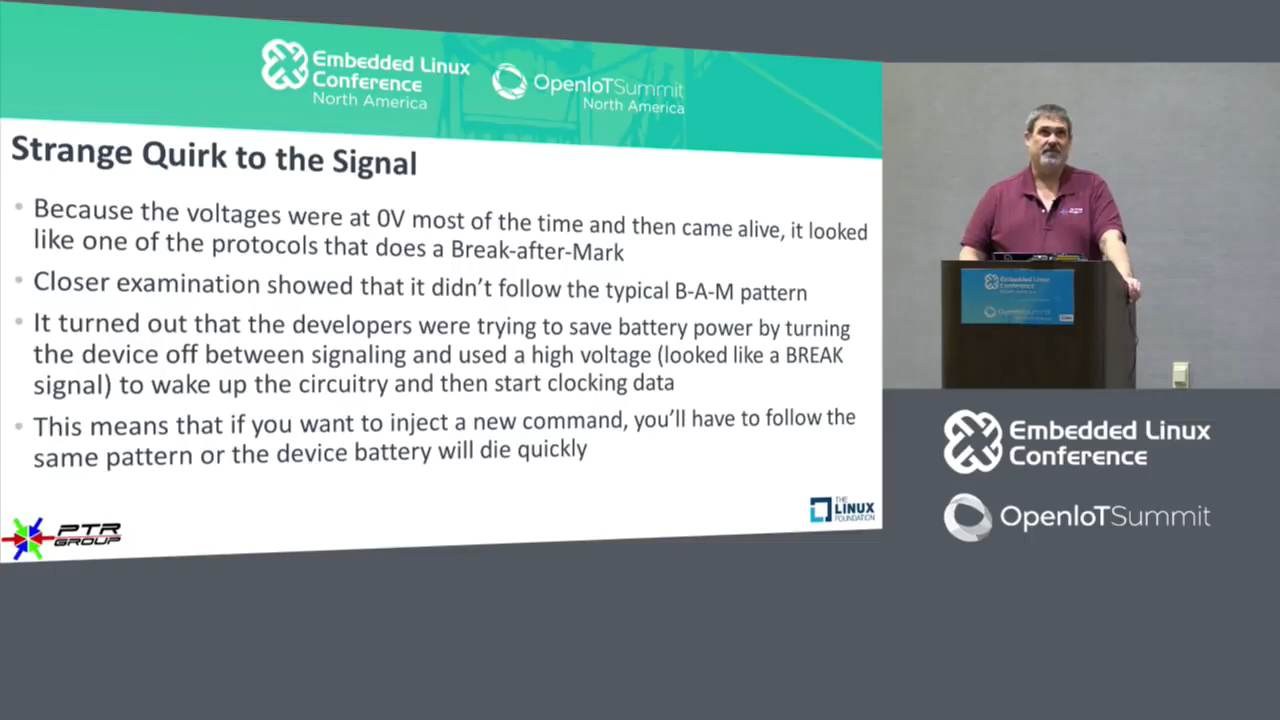 Embedded Linux
Conference
North America
OpenIoTSummit
North America
Strange Quirk to the Signal
Because the voltages were at 0V most of the time and then came alive, it looked
like one of the protocols that does a Break-after-Mark
Closer examination showed that it didn't follow the typical B-A-M pattern
It turned out that the developers were trying to save battery power by turning
the device off between signaling and used a high voltage (looked like a BREAK
signal) to wake up the circuitry and then start clocking data
This means that if you want to inject a new command, you'll have to follow the
same pattern or the device battery will die quickly
PTR
GROUP
THE
LINUX
FOUNDATION
Embedded Linux
Conference
OpenIoTSummit
Embedded Linux
Conference
OpenIoTSummit